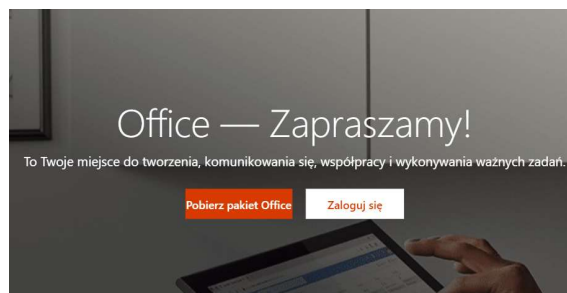 Office — Zapraszamy!
To Twoje miejsce do tworzenia, komunikowania się, współpracy i wykonywania ważnych zadań.
Pobierz pakiet Office
Zaloguj się